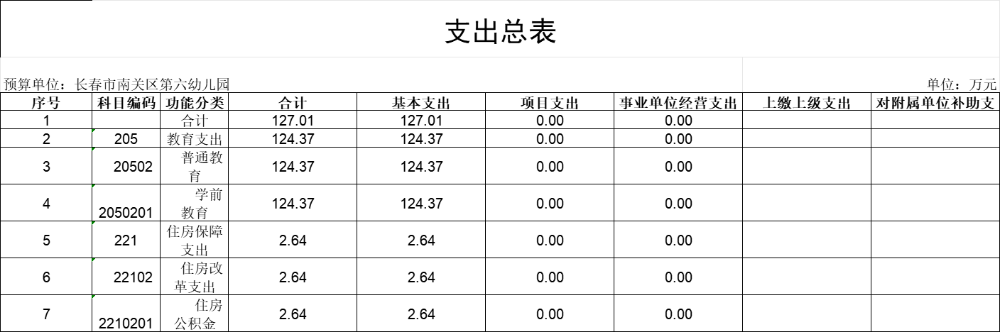 支出总表
预算单位：长春市南关区第六幼儿园 单位：万元
序号 科目编码 功能分类 合计 基本支出 项目支出 事业单位经营支出 上缴上级支出 对附属单位补助支
1 合计 127.01 127.01 0.00 0.00
2 205 教育支出 124.37 124.37 0.00 0.00
3 20502 普通教育 124.37 124.37 0.00 0.00
4 2050201 学前教育 124.37 124.37 0.00 0.00
5 221 住房保障支出 2.64 2.64 0.00 0.00
6 22102 住房改革支出 2.64 2.64 0.00 0.00
7 2210201 住房公积金 2.64 2.64 0.00 0.00